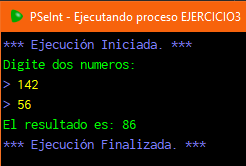 PSeInt - Ejecutando proceso EJERCICIO3
*** Ejecución Iniciada. ***
Digite dos numeros:
> 142
> 56
El resultado es: 86
*** Ejecución Finalizada. ***